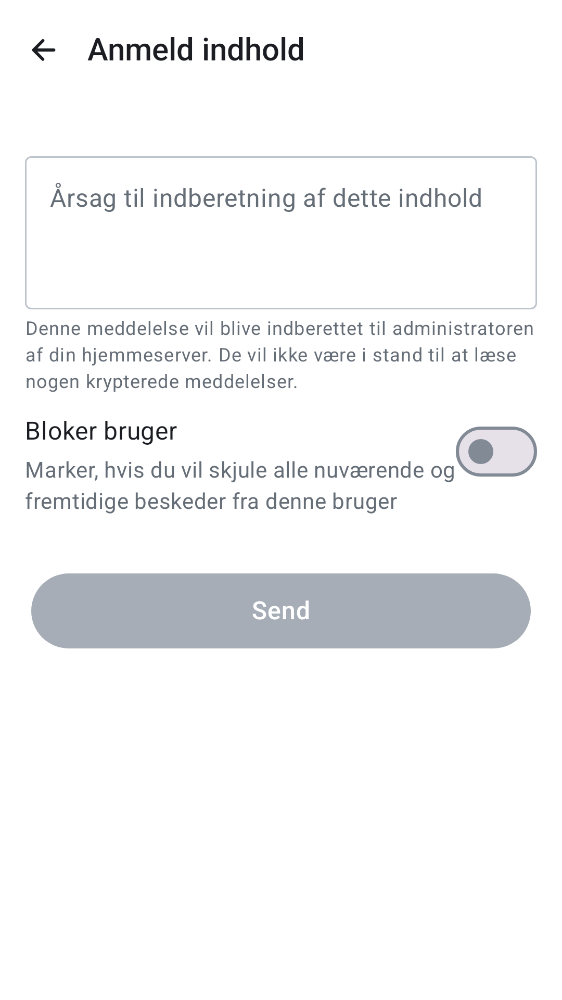 Anmeld indhold
Årsag til indberetning af dette indhold
Denne meddelelse vil blive indberettet til administratoren
af din hjemmeserver. De vil ikke være i stand til at læse
nogen krypterede meddelelser.
Bloker bruger
Marker, hvis du vil skjule alle nuværende og
fremtidige beskeder fra denne bruger
Send